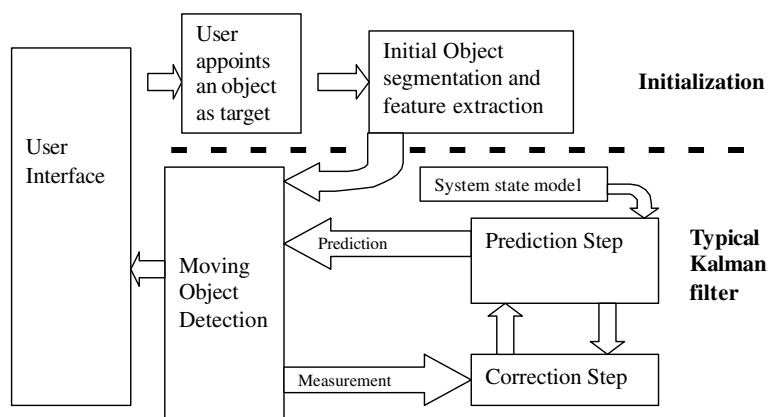 User
appoints
an object
as target
Initial Object
segmentation and
feature extraction
Initialization
User
Interface
System state model
Prediction
Prediction Step
Typical
Kalman
filter
Moving
Object
Detection
Measurement
Correction Step